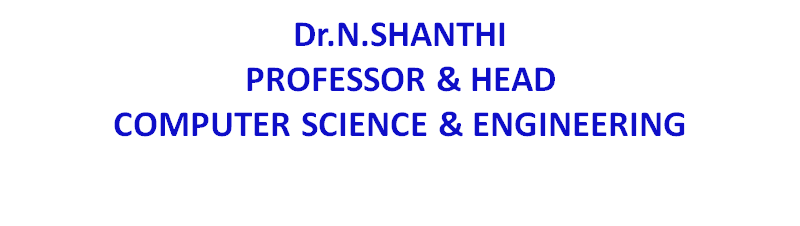 Dr.N.SHANTHI
PROFESSOR & HEAD
COMPUTER SCIENCE & ENGINEERING